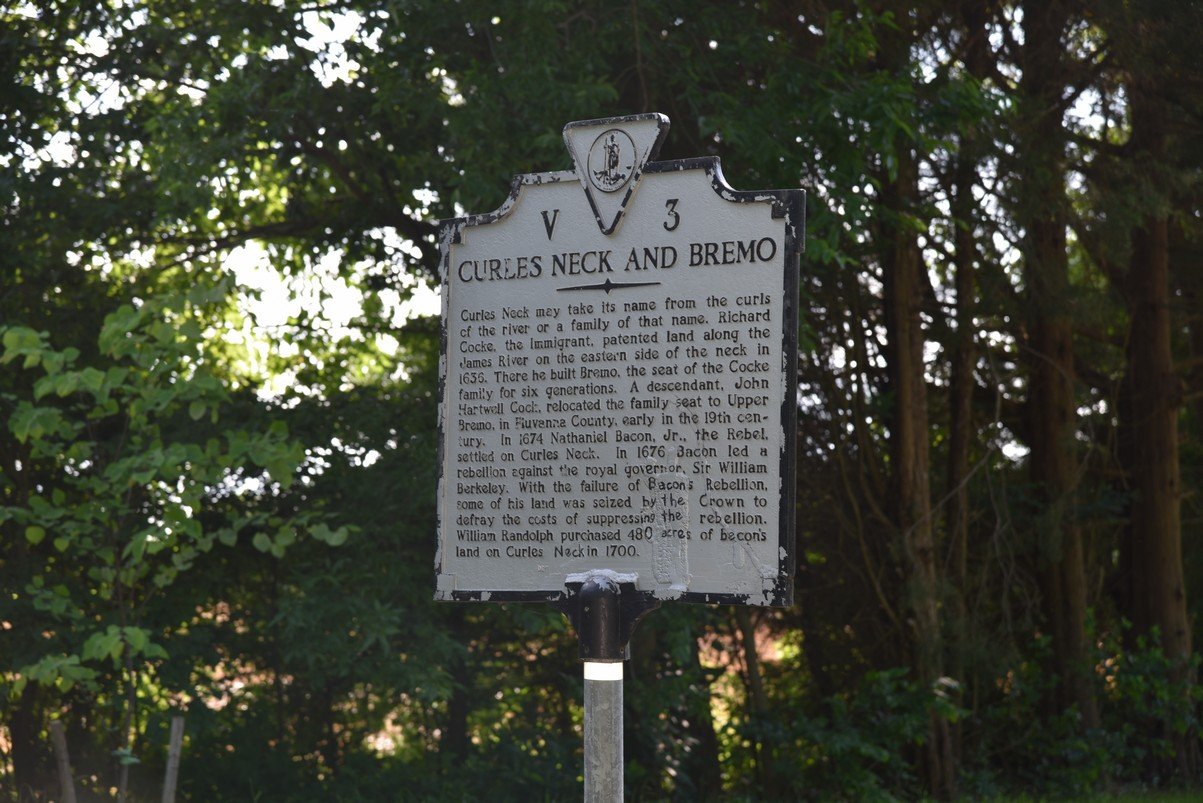 V 3
CURLES NECK AND BREMO
Curles Neck may take its name from the curls
of the river or a family of that name. Richard
Cocke, the Immigrant, patented land along the
James River on the eastern side of the neck in
1636. There he built Bremo, the seat of the Cocke
family for six generations. A descendant, John
Hartwell Cock, relocated the family seat to Upper
Bremo, in Fluvanna County, early in the 19th cen-
tury. In 1674 Nathaniel Bacon, Jr., the Rebel,
settled on Curles Neck. In 1676 Bacon led a
rebellion against the royal governor, Sir William
Berkeley. With the failure of Bacon's Rebellion,
some of his land was seized by the Crown to
defray the costs of suppressing the rebellion.
William Randolph purchased 480 acres of Bacon's
land on Curles Neck in 1700.